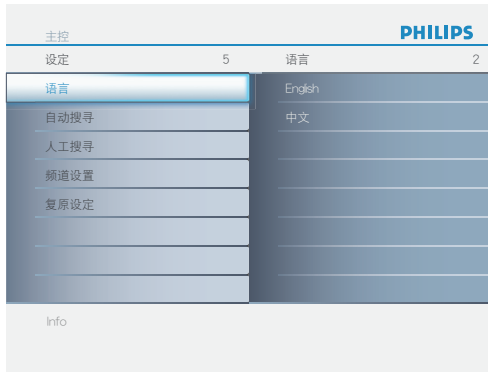 主控 PHILIPS
设定 5 语言 2
语言 English
自动搜寻 中文
人工搜寻
频道设置
复原设定
Info